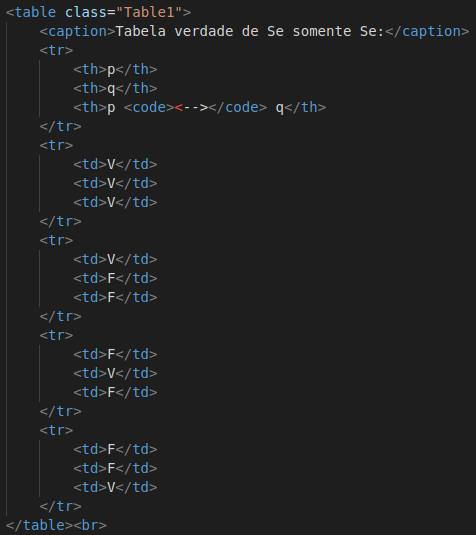 <table class="Table1">
    <caption>Tabela verdade de Se somente Se:</caption>
    <tr>
        <th>p</th>
        <th>q</th>
        <th>p <code><--></code> q</th>
    </tr>
    <tr>
        <td>V</td>
        <td>V</td>
        <td>V</td>
    </tr>
    <tr>
        <td>V</td>
        <td>F</td>
        <td>F</td>
    </tr>
    <tr>
        <td>F</td>
        <td>V</td>
        <td>F</td>
    </tr>
    <tr>
        <td>F</td>
        <td>F</td>
        <td>V</td>
    </tr>
</table><br>